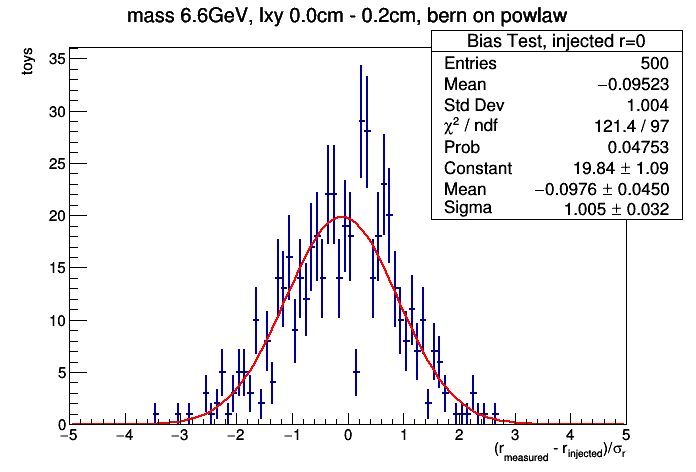 mass 6.6GeV, lxy 0.0cm - 0.2cm, bern on powlaw
toys
Bias Test, injected r=0
Entries 500
Mean −0.09523
Std Dev 1.004
χ² / ndf 121.4 / 97
Prob 0.04753
Constant 19.84 ± 1.09
Mean −0.0976 ± 0.0450
Sigma 1.005 ± 0.032
35
30
25
20
15
10
5
0
−5 −4 −3 −2 −1 0 1 2 3 4 5
(r_measured - r_injected)/σ_r